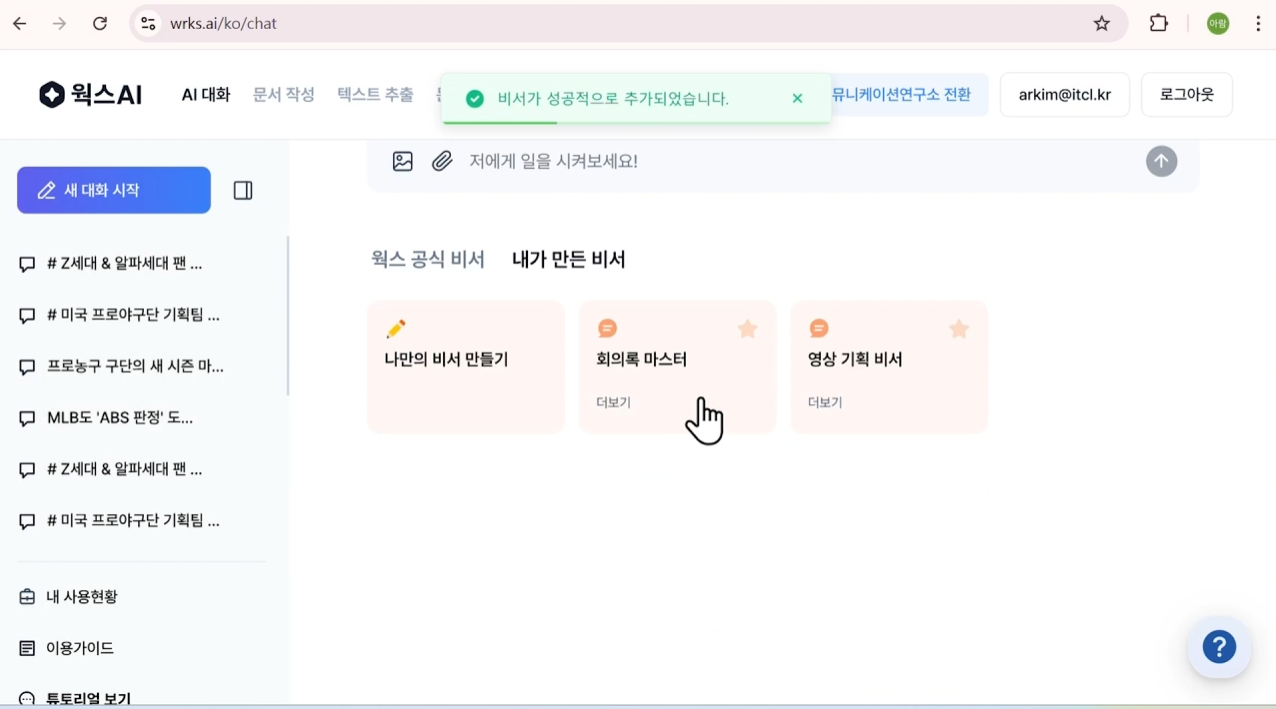 wrks.ai/ko/chat
아람
웍스AI
AI 대화 문서 작성 텍스트 추출
비서가 성공적으로 추가되었습니다.
뮤니케이션연구소 전환
arkim@itcl.kr
로그아웃
새 대화 시작
저에게 일을 시켜보세요!
# Z세대 & 알파세대 팬 ...
# 미국 프로야구단 기획팀 ...
프로농구 구단의 새 시즌 마...
MLB도 'ABS 판정' 도...
# Z세대 & 알파세대 팬 ...
# 미국 프로야구단 기획팀 ...
내 사용현황
이용가이드
튜토리얼 보기
웍스 공식 비서 내가 만든 비서
나만의 비서 만들기
회의록 마스터
더보기
영상 기획 비서
더보기
?